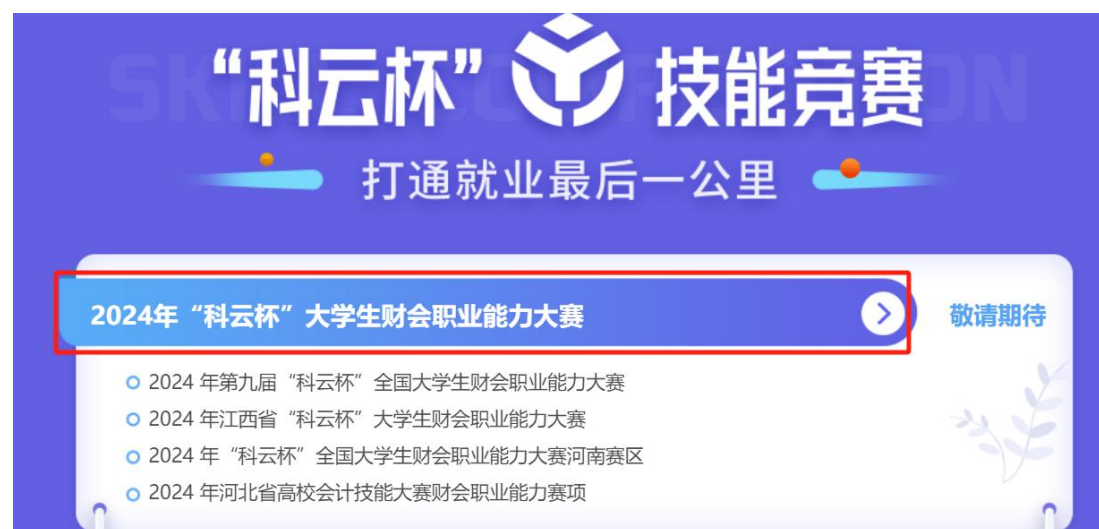 “科云杯” 技能竞赛
打通就业最后一公里
2024年“科云杯”大学生财会职业能力大赛
敬请期待
2024 年第九届“科云杯”全国大学生财会职业能力大赛
2024 年江西省“科云杯”大学生财会职业能力大赛
2024 年“科云杯”全国大学生财会职业能力大赛河南赛区
2024 年河北省高校会计技能大赛财会职业能力赛项